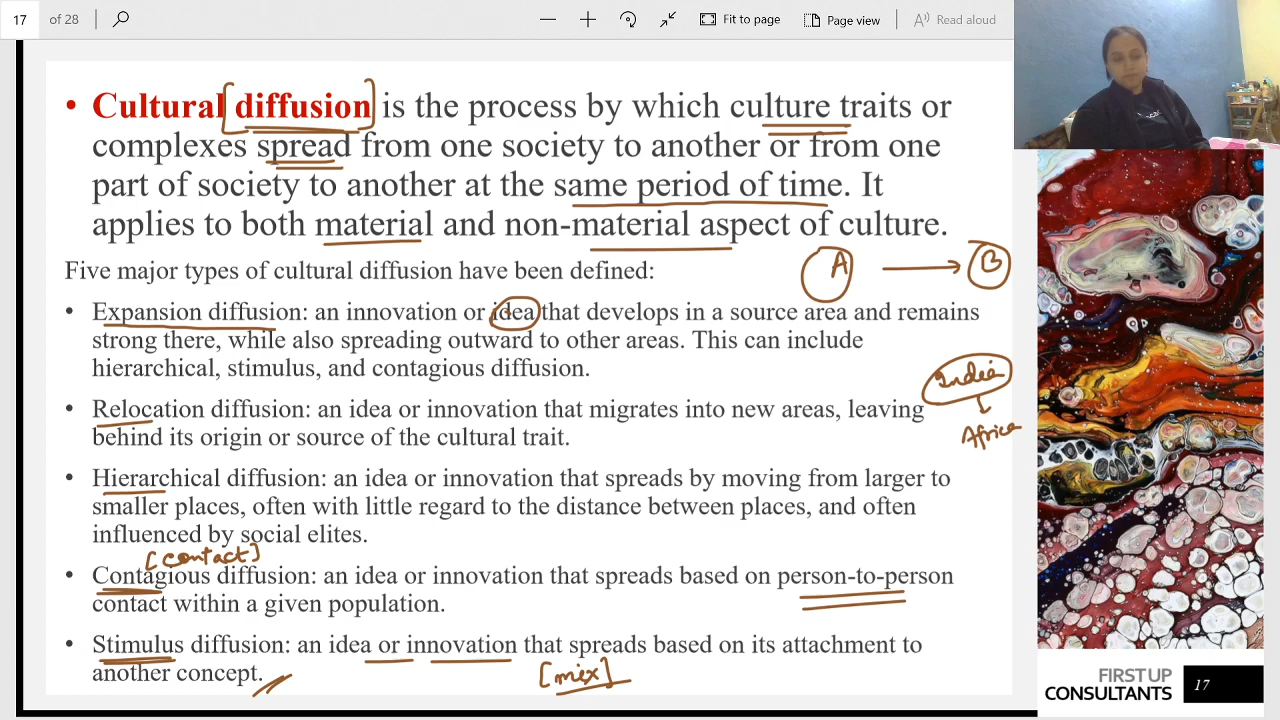 17 of 28 Fit to page Page view Read aloud
• Cultural [diffusion] is the process by which culture traits or
complexes spread from one society to another or from one
part of society to another at the same period of time. It
applies to both material and non-material aspect of culture.
A → B
Five major types of cultural diffusion have been defined:
• Expansion diffusion: an innovation or idea that develops in a source area and remains
strong there, while also spreading outward to other areas. This can include
hierarchical, stimulus, and contagious diffusion.
India
• Relocation diffusion: an idea or innovation that migrates into new areas, leaving
behind its origin or source of the cultural trait.
Africa
• Hierarchical diffusion: an idea or innovation that spreads by moving from larger to
smaller places, often with little regard to the distance between places, and often
influenced by social elites.
[contact]
• Contagious diffusion: an idea or innovation that spreads based on person-to-person
contact within a given population.
• Stimulus diffusion: an idea or innovation that spreads based on its attachment to
another concept.
[mix]
FIRST UP
CONSULTANTS
17